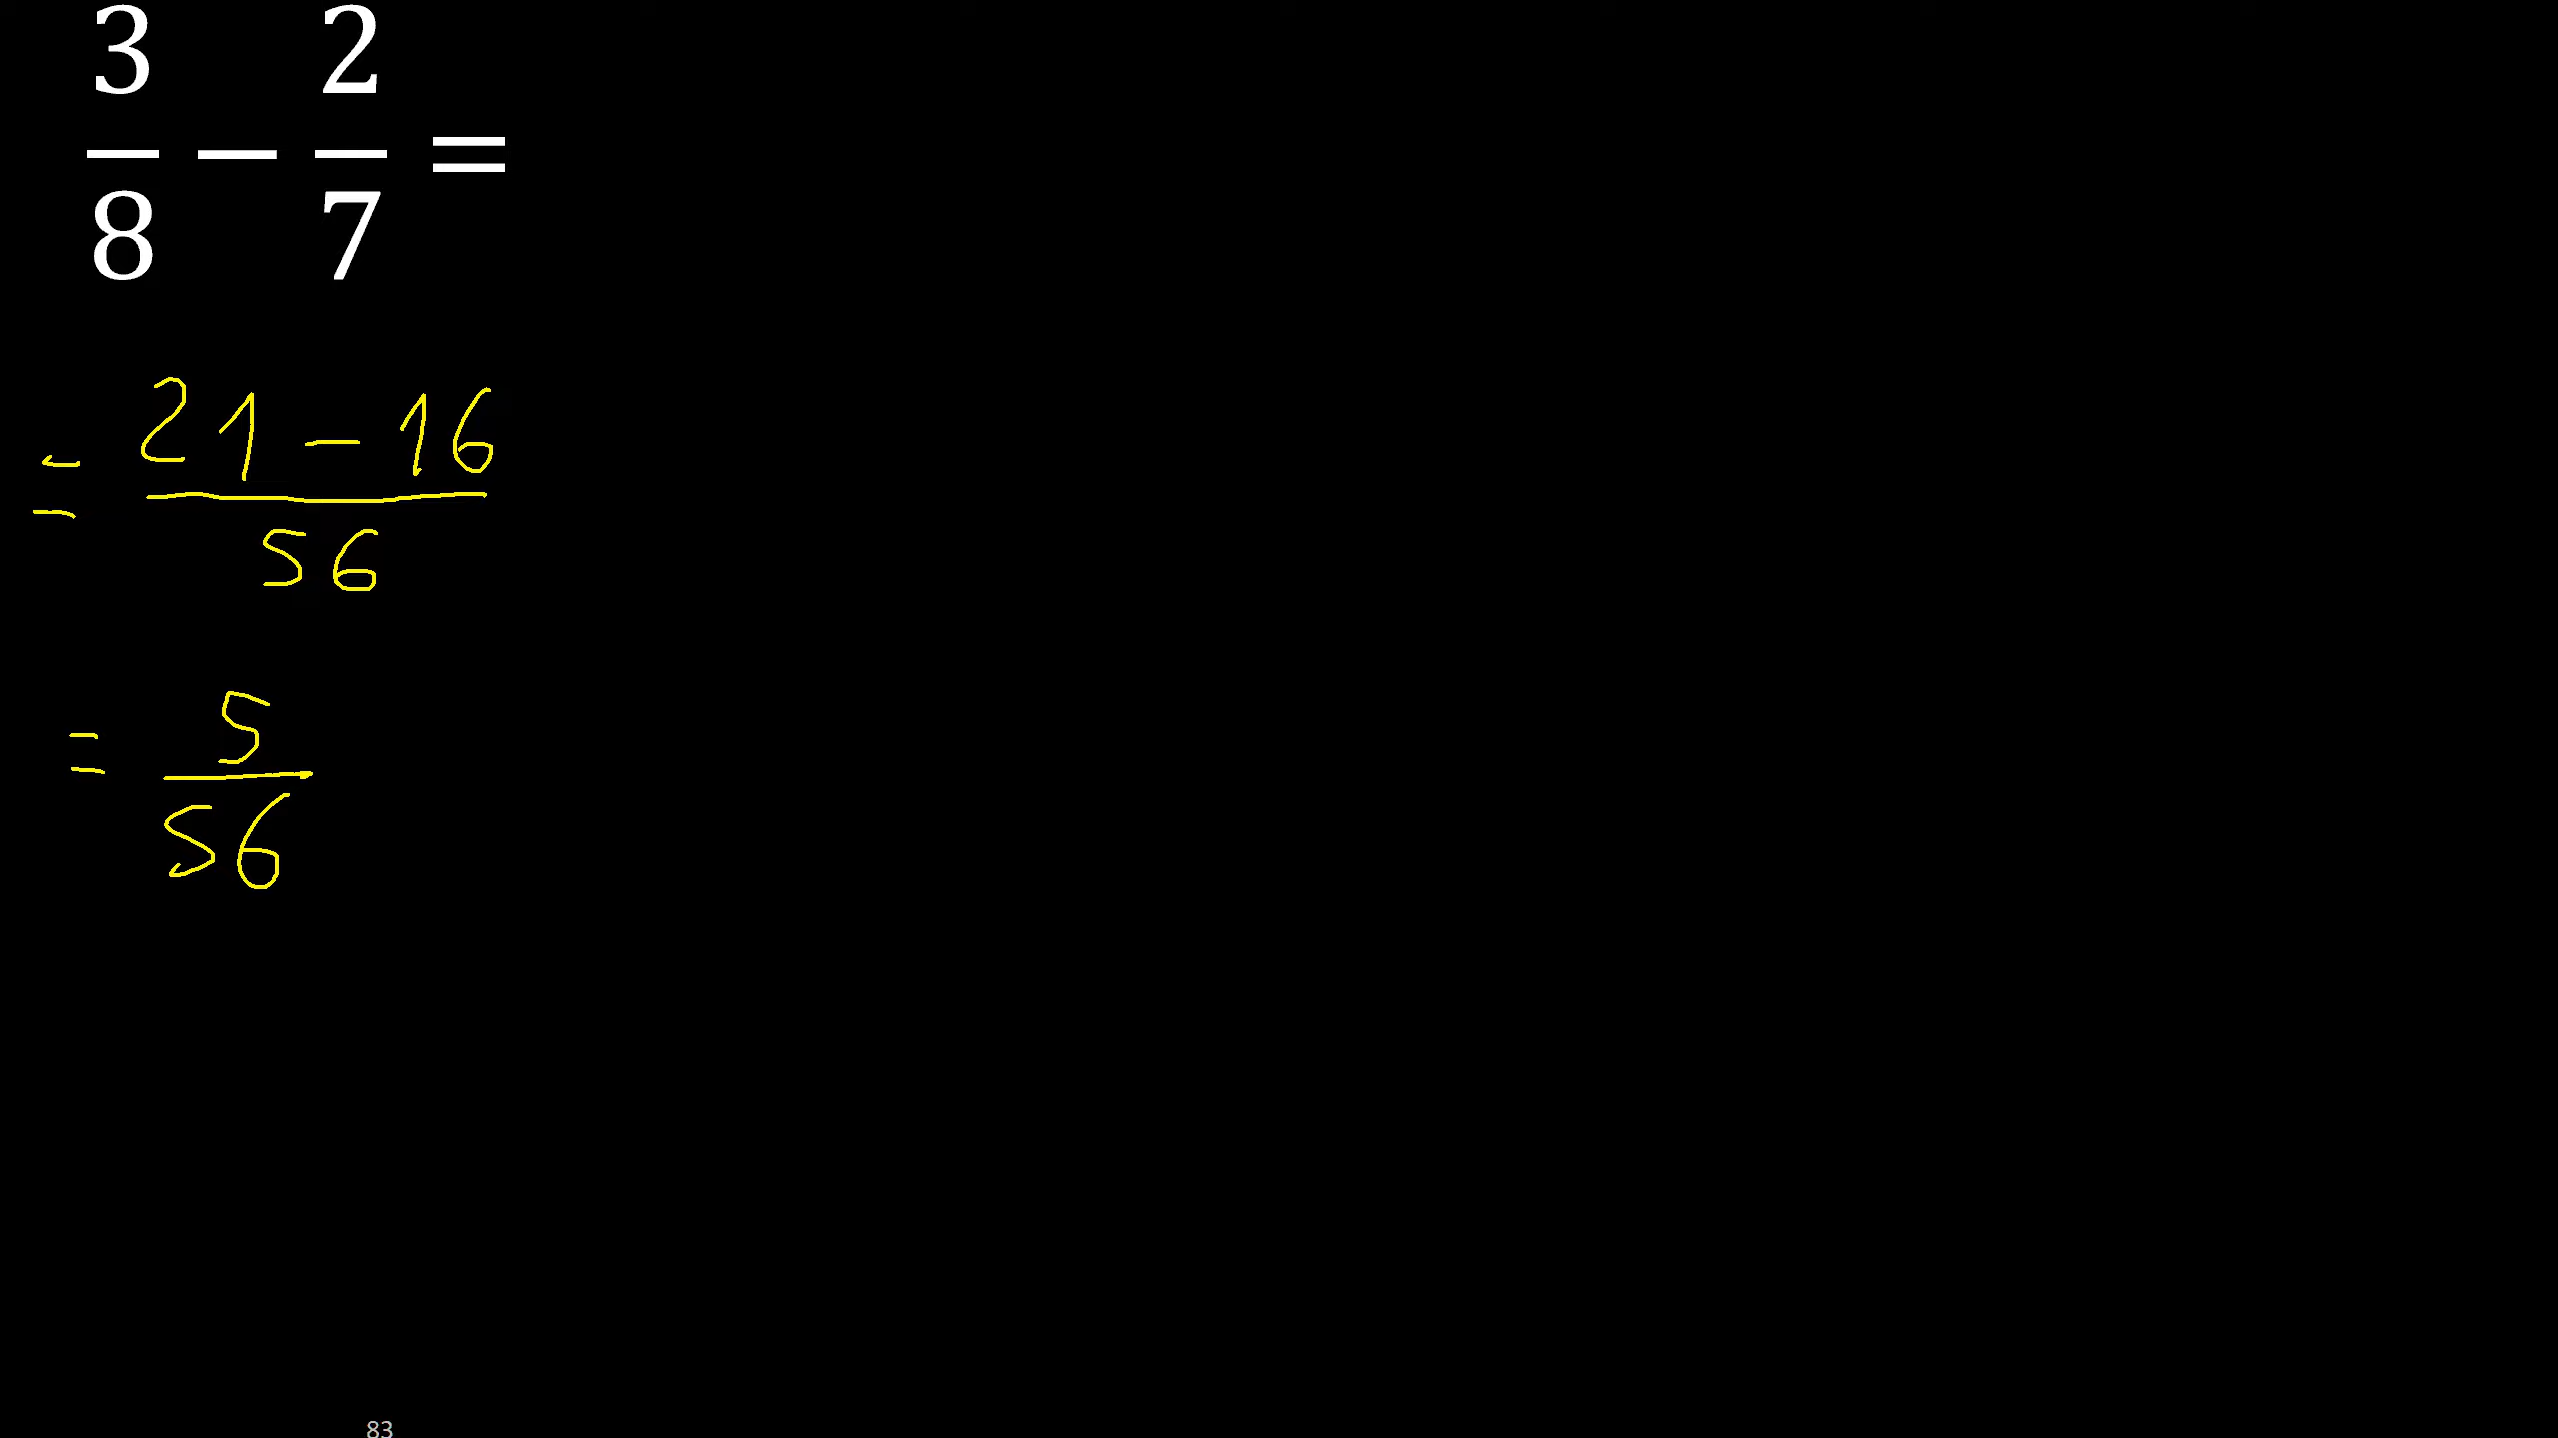 3/8 − 2/7 =
= 21 − 16 / 56
= 5/56
83